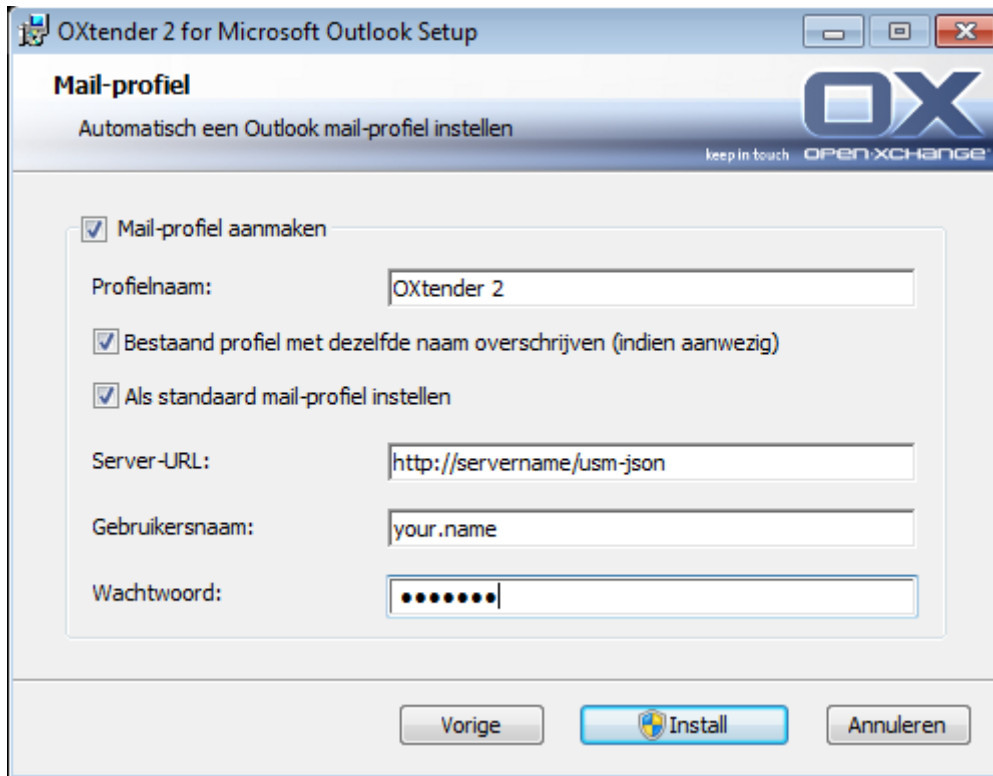 OXtender 2 for Microsoft Outlook Setup
Mail-profiel
Automatisch een Outlook mail-profiel instellen
OX
keep in touch OPEN-XCHANGE
Mail-profiel aanmaken
Profielnaam: OXtender 2
Bestaand profiel met dezelfde naam overschrijven (indien aanwezig)
Als standaard mail-profiel instellen
Server-URL: http://servername/usm-json
Gebruikersnaam: your.name
Wachtwoord: •••••••
Vorige Install Annuleren